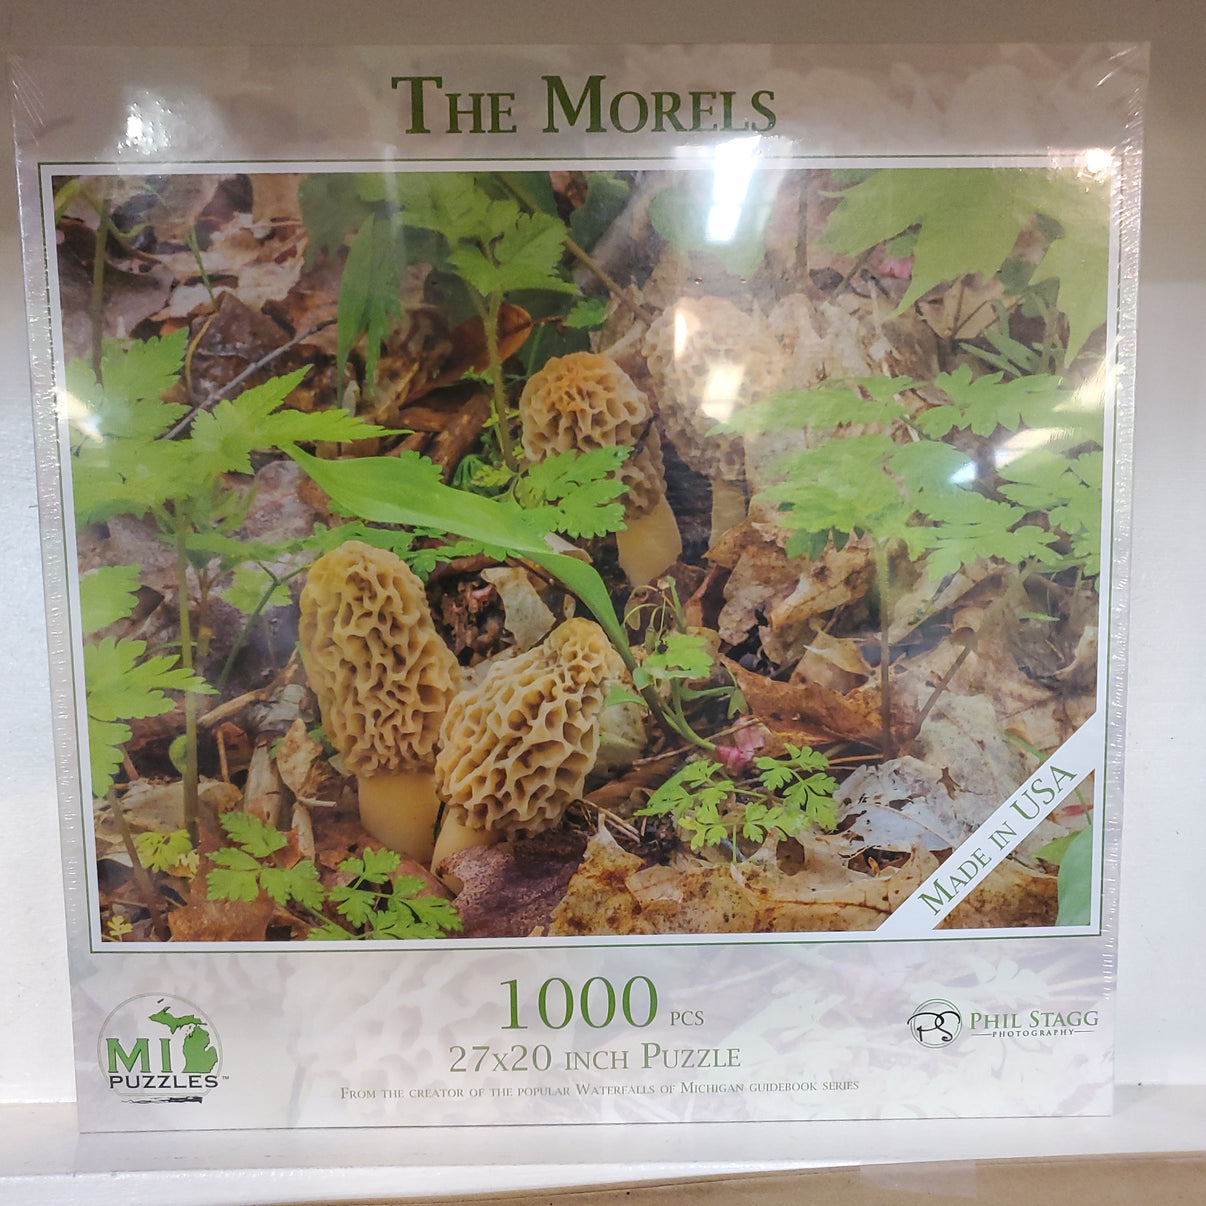 The Morels
Made in USA
1000 pcs
27x20 inch Puzzle
From the creator of the popular Waterfalls of Michigan guidebook series
MI
PUZZLES™
PS
Phil Stagg
PHOTOGRAPHY